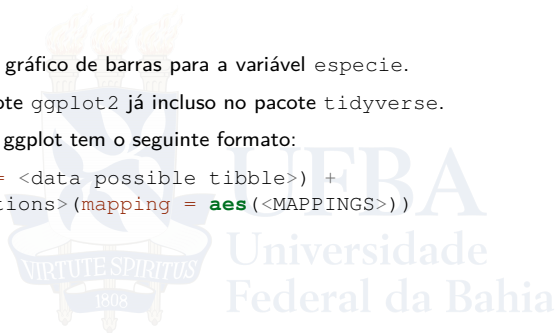 gráfico de barras para a variável especie.
ote ggplot2 já incluso no pacote tidyverse.
ggplot tem o seguinte formato:
= <data possible tibble>) +
tions>(mapping = aes(<MAPPINGS>))
UFBA
Universidade
Federal da Bahia
VIRTUTE SPIRITUS
1808